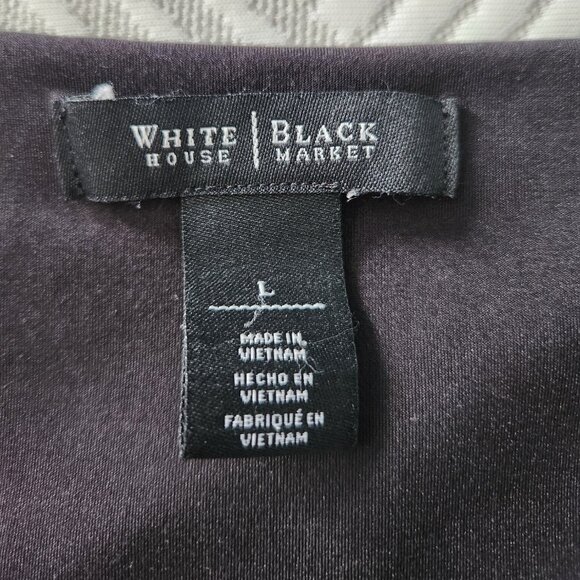 WHITE | BLACK
HOUSE MARKET
L
MADE IN
VIETNAM
HECHO EN
VIETNAM
FABRIQUÉ EN
VIETNAM